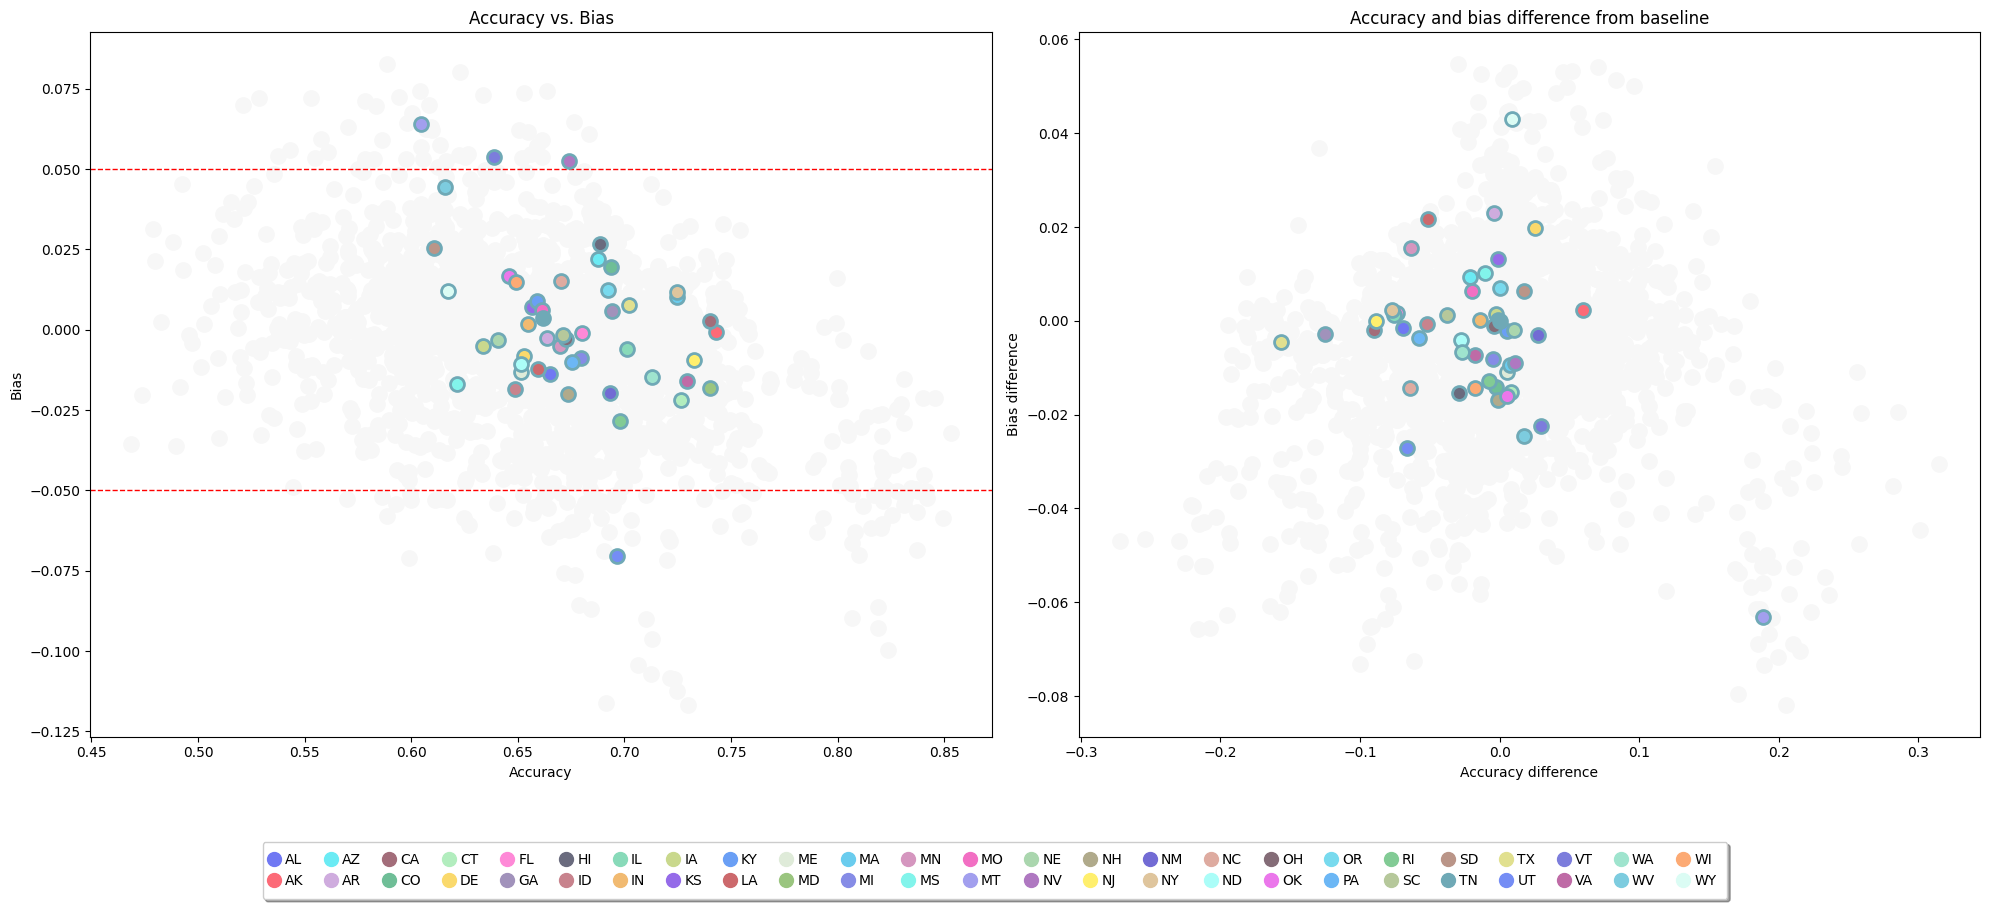 Accuracy vs. Bias
0.075
0.050
0.025
0.000
−0.025
−0.050
−0.075
−0.100
−0.125
Bias
0.45 0.50 0.55 0.60 0.65 0.70 0.75 0.80 0.85
Accuracy
Accuracy and bias difference from baseline
0.06
0.04
0.02
0.00
−0.02
−0.04
−0.06
−0.08
Bias difference
−0.3 −0.2 −0.1 0.0 0.1 0.2 0.3
Accuracy difference
AL AZ CA CT FL HI IL IA KY ME MA MN MO NE NH NM NC OH OR RI SD TX VT WA WI
AK AR CO DE GA ID IN KS LA MD MI MS MT NV NJ NY ND OK PA SC TN UT VA WV WY